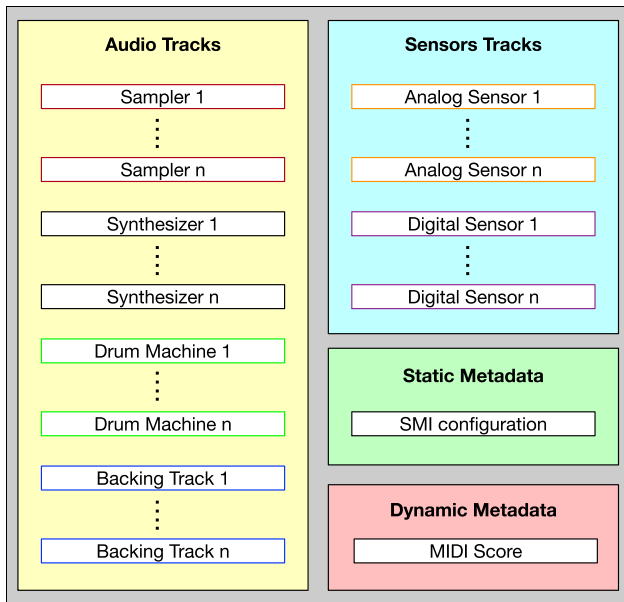 Audio Tracks
Sampler 1
Sampler n
Synthesizer 1
Synthesizer n
Drum Machine 1
Drum Machine n
Backing Track 1
Backing Track n
Sensors Tracks
Analog Sensor 1
Analog Sensor n
Digital Sensor 1
Digital Sensor n
Static Metadata
SMI configuration
Dynamic Metadata
MIDI Score